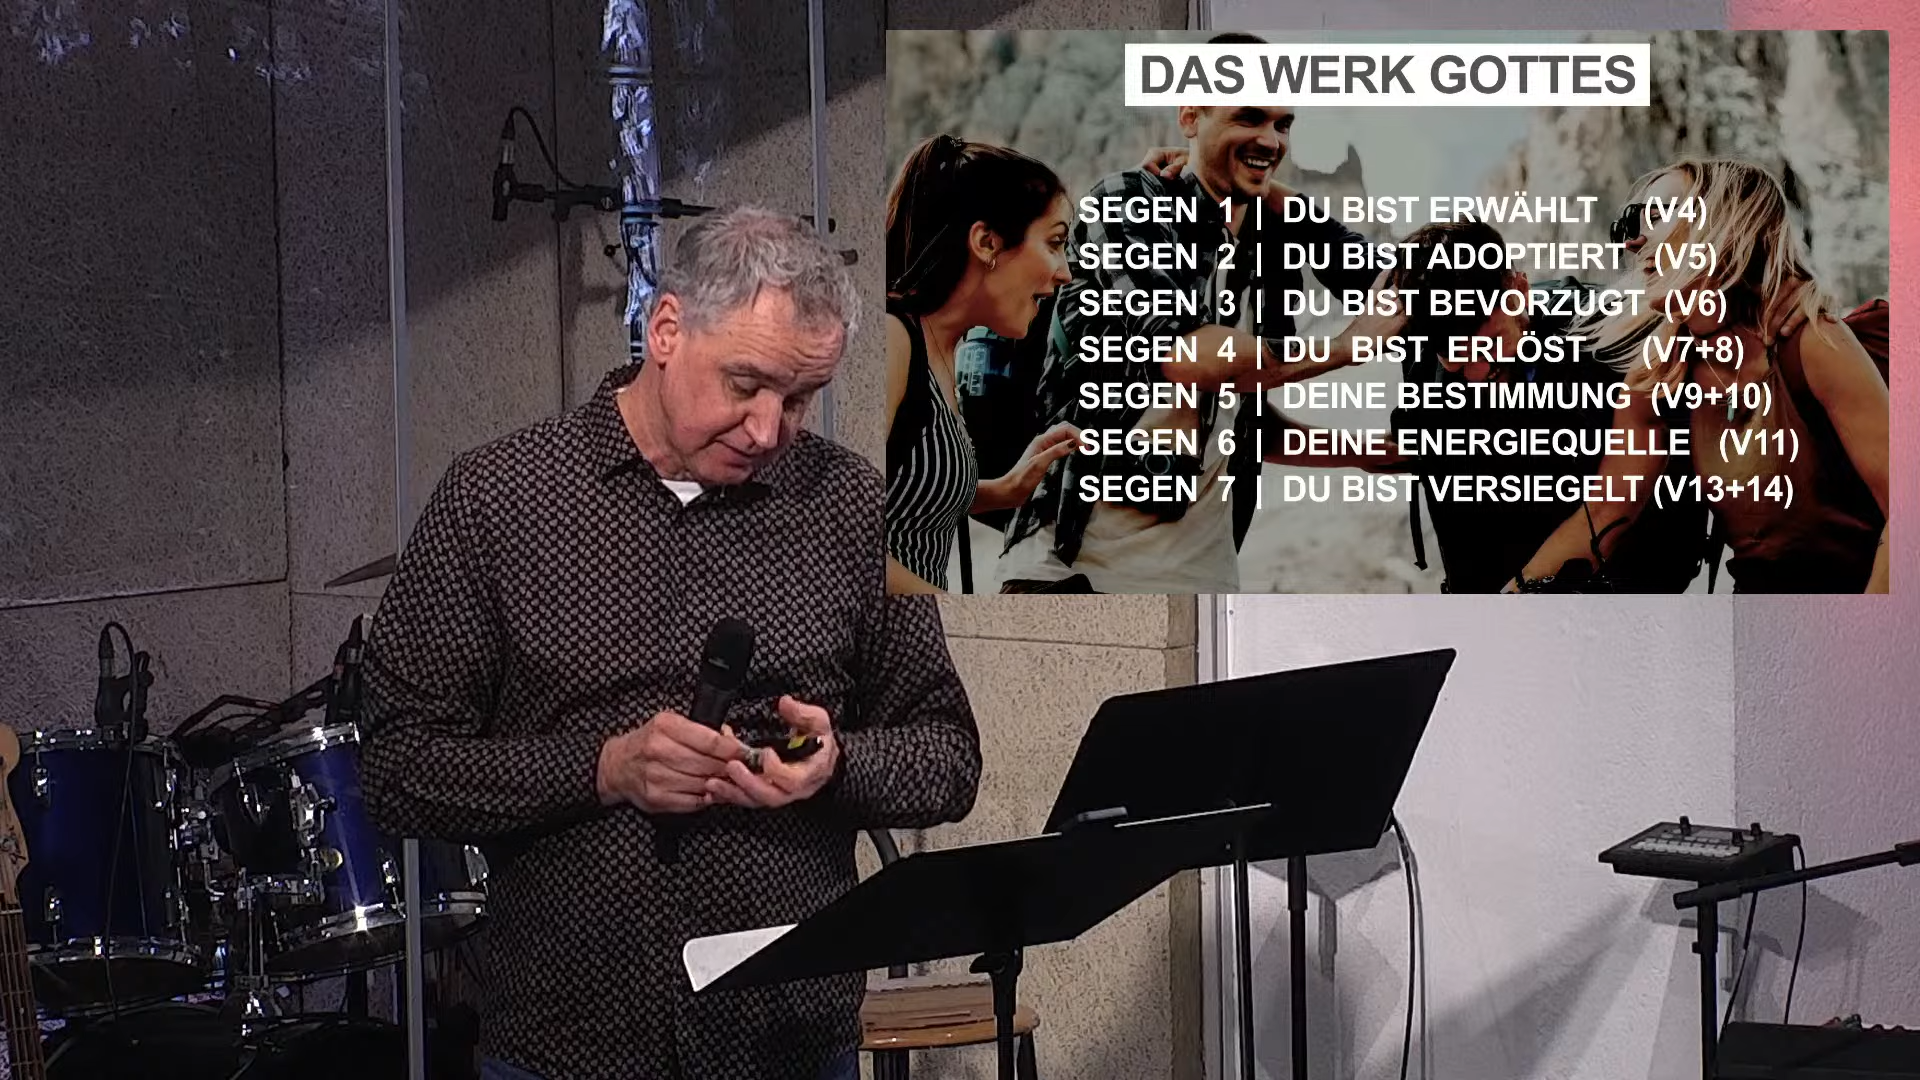 DAS WERK GOTTES
SEGEN 1 | DU BIST ERWÄHLT (V4)
SEGEN 2 | DU BIST ADOPTIERT (V5)
SEGEN 3 | DU BIST BEVORZUGT (V6)
SEGEN 4 | DU BIST ERLÖST (V7+8)
SEGEN 5 | DEINE BESTIMMUNG (V9+10)
SEGEN 6 | DEINE ENERGIEQUELLE (V11)
SEGEN 7 | DU BIST VERSIEGELT (V13+14)